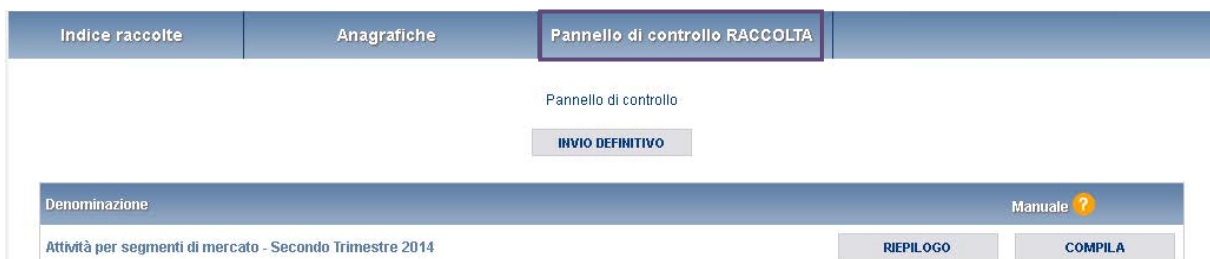 Indice raccolte Anagrafiche Pannello di controllo RACCOLTA
Pannello di controllo
INVIO DEFINITIVO
Denominazione Manuale ?
Attività per segmenti di mercato - Secondo Trimestre 2014 RIEPILOGO COMPILA